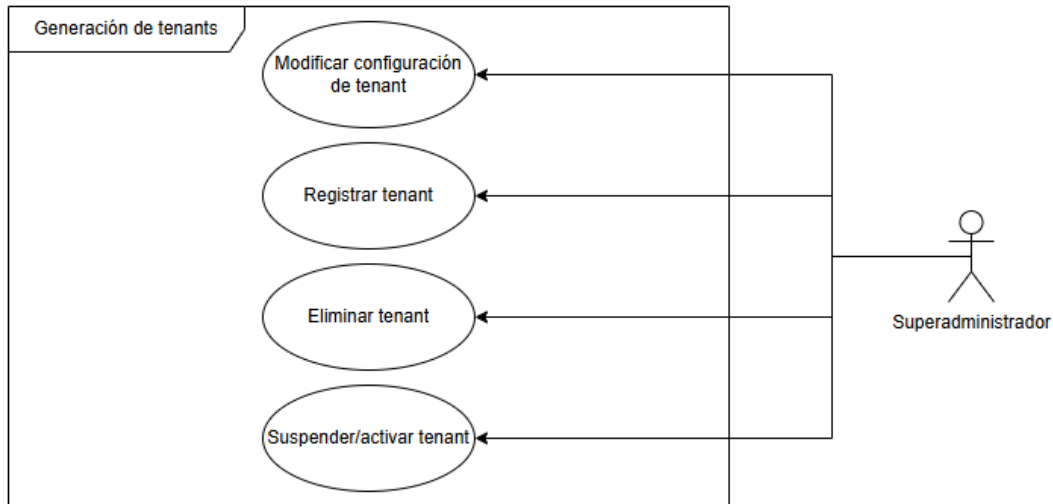 Generación de tenants
Modificar configuración
de tenant
Registrar tenant
Eliminar tenant
Suspender/activar tenant
Superadministrador